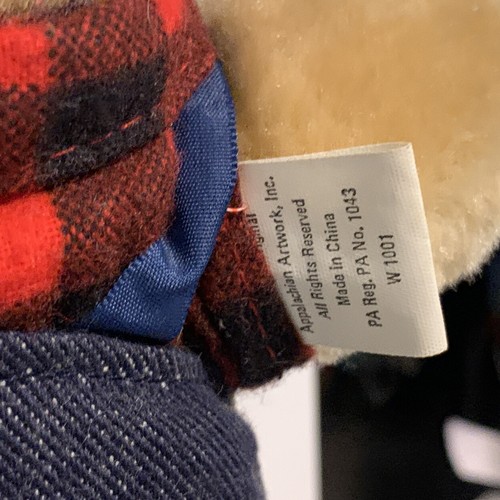 Appalachian Artwork, Inc.
All Rights Reserved
Made in China
PA Reg. PA No. 1043
W 1001